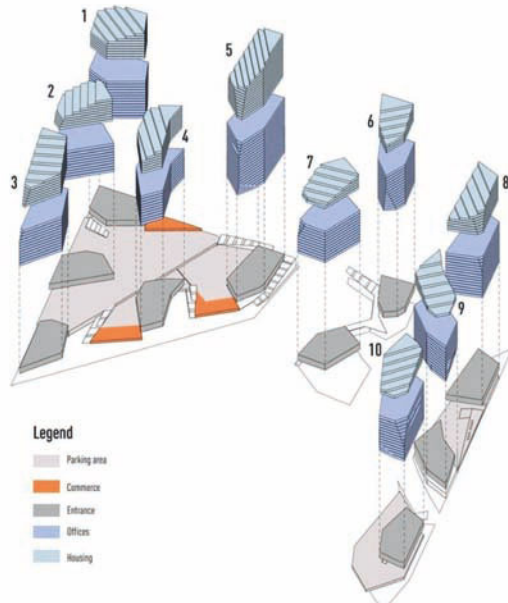 1
2
3
4
5
6
7
8
9
10
Legend
Parking area
Commerce
Entrance
Offices
Housing